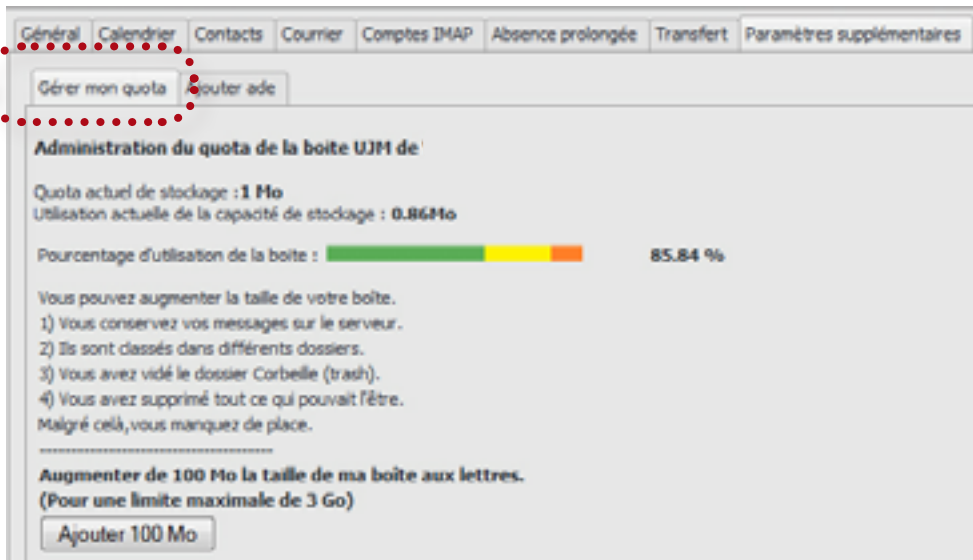 Général Calendrier Contacts Courrier Comptes IMAP Absence prolongée Transfert Paramètres supplémentaires
Gérer mon quota Ajouter ade
Administration du quota de la boite UJM de
Quota actuel de stockage :1 Mo
Utilisation actuelle de la capacité de stockage : 0.86Mo
Pourcentage d'utilisation de la boite : 85.84 %
Vous pouvez augmenter la taille de votre boîte.
1) Vous conservez vos messages sur le serveur.
2) Ils sont classés dans différents dossiers.
3) Vous avez vidé le dossier Corbeille (trash).
4) Vous avez supprimé tout ce qui pouvait l'être.
Malgré celà,vous manquez de place.
----------------------------------------
Augmenter de 100 Mo la taille de ma boîte aux lettres.
(Pour une limite maximale de 3 Go)
Ajouter 100 Mo